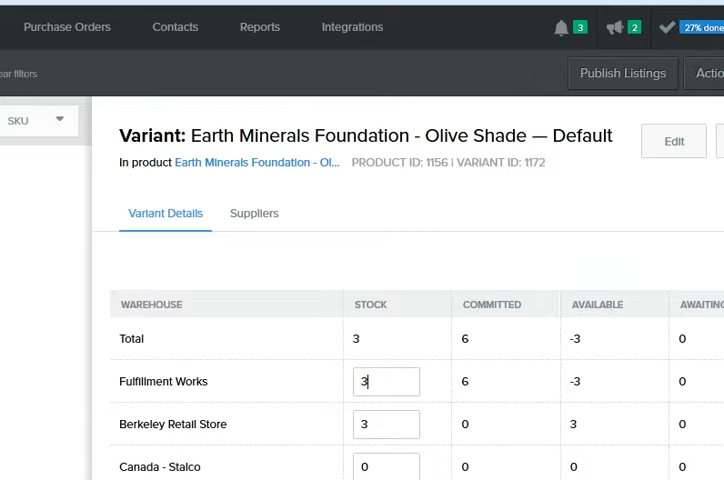 Purchase Orders Contacts Reports Integrations 3 2 27% done
ear filters Publish Listings Actio
SKU
Variant: Earth Minerals Foundation - Olive Shade — Default Edit
In product Earth Minerals Foundation - Ol... PRODUCT ID: 1156 | VARIANT ID: 1172
Variant Details Suppliers
WAREHOUSE STOCK COMMITTED AVAILABLE AWAITING
Total 3 6 -3 0
Fulfillment Works 3 6 -3 0
Berkeley Retail Store 3 0 3 0
Canada - Stalco 0 0 0 0